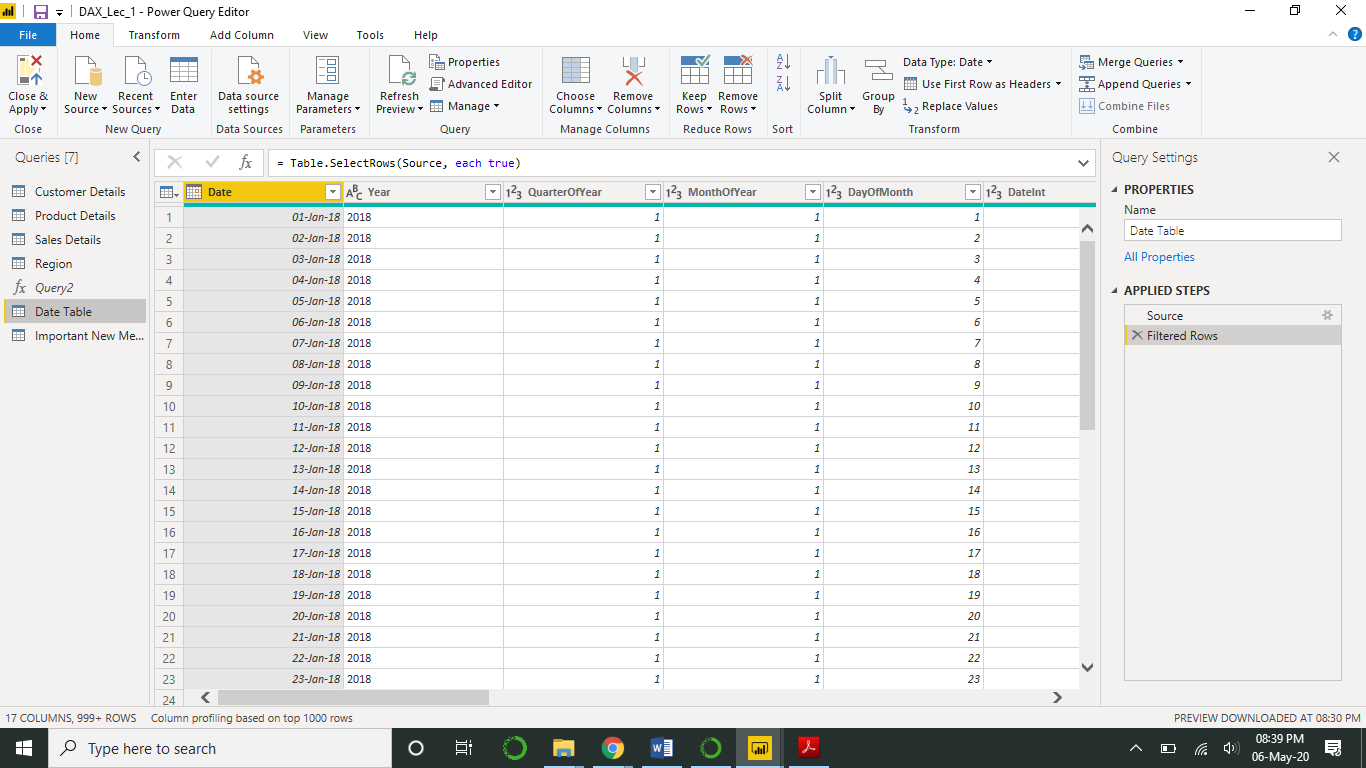 DAX_Lec_1 - Power Query Editor
File Home Transform Add Column View Tools Help
Close & Apply
Close
New Source
Recent Sources
Enter Data
New Query
Data source settings
Data Sources
Manage Parameters
Parameters
Refresh Preview
Properties
Advanced Editor
Manage
Query
Choose Columns
Remove Columns
Manage Columns
Keep Rows
Remove Rows
Reduce Rows
A Z
Z A
Sort
Split Column
Group By
Data Type: Date
Use First Row as Headers
1 2 Replace Values
Transform
Merge Queries
Append Queries
Combine Files
Combine
Queries [7]
Customer Details
Product Details
Sales Details
Region
fx Query2
Date Table
Important New Me...
fx = Table.SelectRows(Source, each true)
Date ABC Year 123 QuarterOfYear 123 MonthOfYear 123 DayOfMonth 123 DateInt
1 01-Jan-18 2018 1 1 1
2 02-Jan-18 2018 1 1 2
3 03-Jan-18 2018 1 1 3
4 04-Jan-18 2018 1 1 4
5 05-Jan-18 2018 1 1 5
6 06-Jan-18 2018 1 1 6
7 07-Jan-18 2018 1 1 7
8 08-Jan-18 2018 1 1 8
9 09-Jan-18 2018 1 1 9
10 10-Jan-18 2018 1 1 10
11 11-Jan-18 2018 1 1 11
12 12-Jan-18 2018 1 1 12
13 13-Jan-18 2018 1 1 13
14 14-Jan-18 2018 1 1 14
15 15-Jan-18 2018 1 1 15
16 16-Jan-18 2018 1 1 16
17 17-Jan-18 2018 1 1 17
18 18-Jan-18 2018 1 1 18
19 19-Jan-18 2018 1 1 19
20 20-Jan-18 2018 1 1 20
21 21-Jan-18 2018 1 1 21
22 22-Jan-18 2018 1 1 22
23 23-Jan-18 2018 1 1 23
24
Query Settings
PROPERTIES
Name
Date Table
All Properties
APPLIED STEPS
Source
Filtered Rows
17 COLUMNS, 999+ ROWS Column profiling based on top 1000 rows
PREVIEW DOWNLOADED AT 08:30 PM
Type here to search
08:39 PM
06-May-20